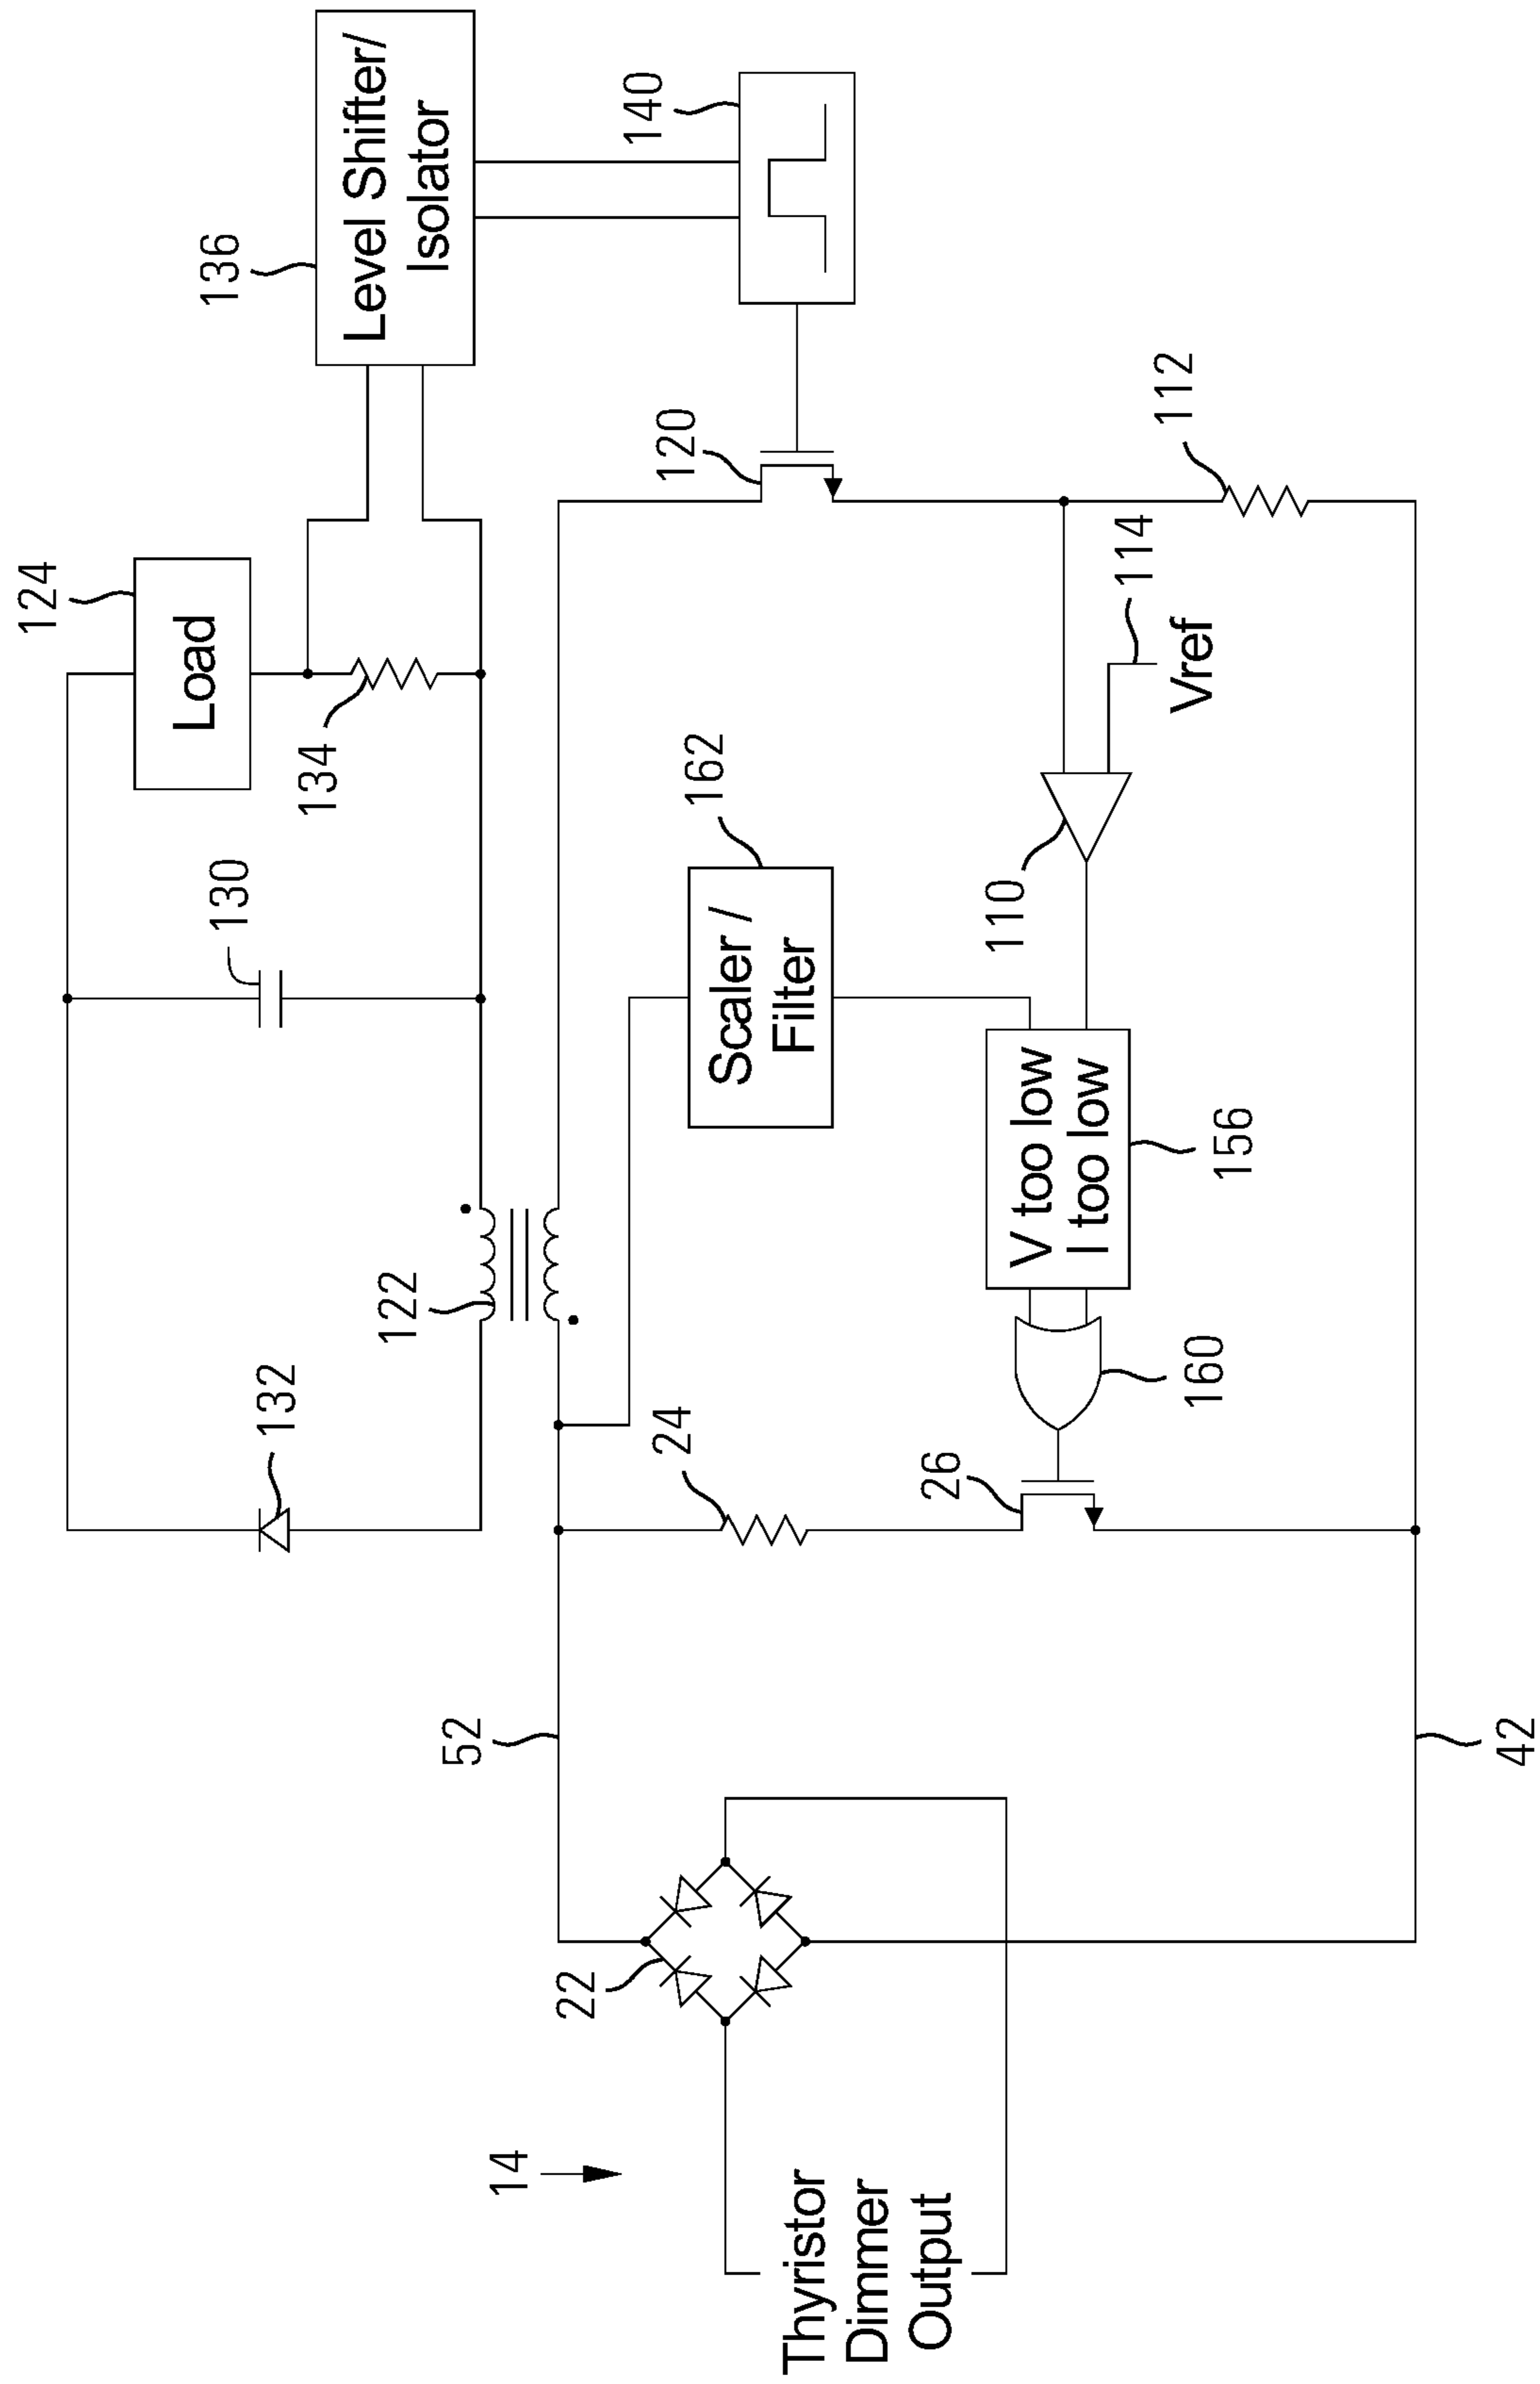 132
130
124
Load
134
136
Level Shifter/
Isolator
122
52
24
162
Scaler /
Filter
120
140
14
22
Thyristor
Dimmer
Output
26
160
V too low
I too low
156
110
Vref
114
112
42